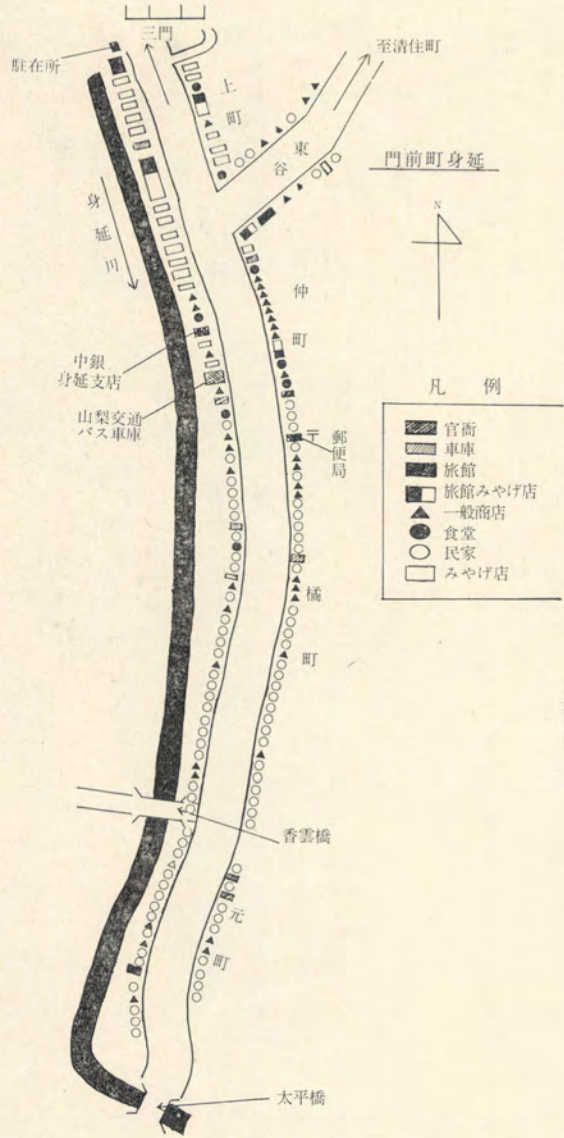 三門
駐在所
至清住町
上町
東谷
門前町身延
N
身延川
仲町
中銀
身延支店
山梨交通
バス車庫
凡例
官衙
車庫
旅館
旅館みやげ店
一般商店
食堂
民家
みやげ店
〒郵便局
橘町
香雲橋
元町
太平橋